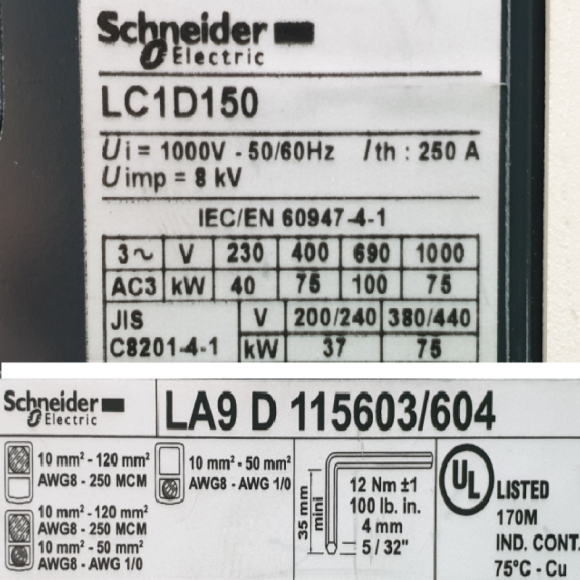 Schneider
Electric
LC1D150
Ui = 1000V - 50/60Hz Ith : 250 A
Uimp = 8 kV
IEC/EN 60947-4-1
3~ V 230 400 690 1000
AC3 kW 40 75 100 75
JIS V 200/240 380/440
C8201-4-1 kW 37 75
Schneider
Electric
LA9 D 115603/604
10 mm² - 120 mm²
AWG8 - 250 MCM
10 mm² - 50 mm²
AWG8 - AWG 1/0
10 mm² - 120 mm²
AWG8 - 250 MCM
10 mm² - 50 mm²
AWG8 - AWG 1/0
35 mm
mini
12 Nm ±1
100 lb. in.
4 mm
5 / 32"
UL
LISTED
170M
IND. CONT.
75°C - Cu